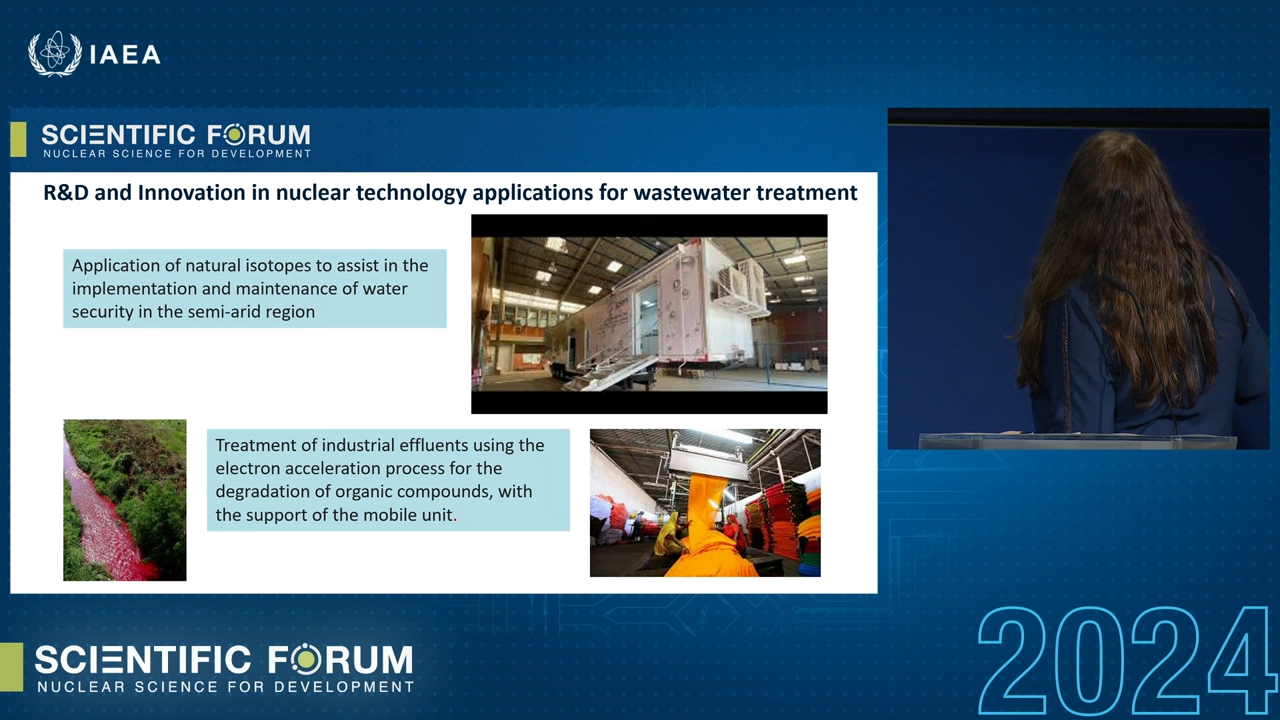 IAEA
SCIENTIFIC FORUM
NUCLEAR SCIENCE FOR DEVELOPMENT
R&D and Innovation in nuclear technology applications for wastewater treatment
Application of natural isotopes to assist in the
implementation and maintenance of water
security in the semi-arid region
Treatment of industrial effluents using the
electron acceleration process for the
degradation of organic compounds, with
the support of the mobile unit.
SCIENTIFIC FORUM
NUCLEAR SCIENCE FOR DEVELOPMENT
2024